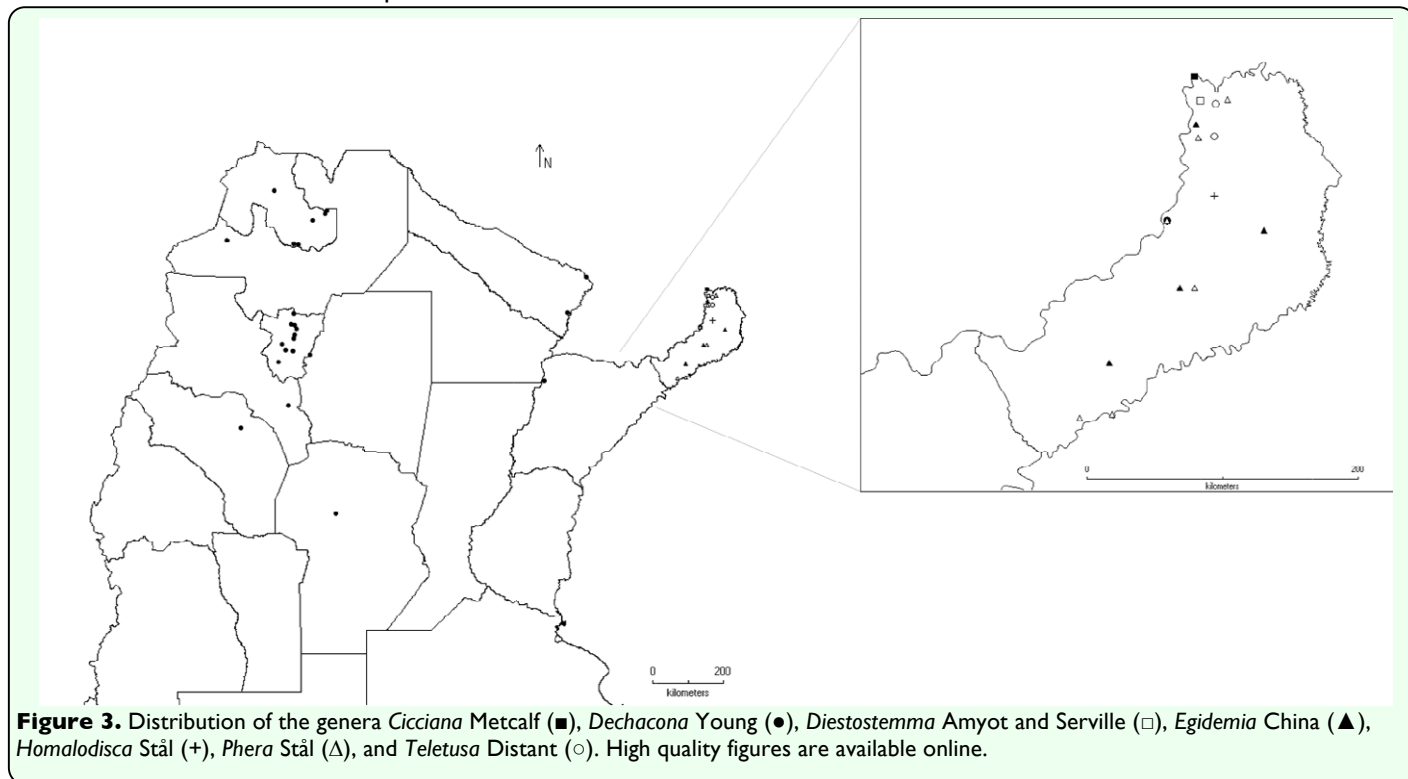 N
0 200
kilometers
0 200
kilometers
Figure 3. Distribution of the genera Cicciana Metcalf (■), Dechacona Young (●), Diestostemma Amyot and Serville (□), Egidemia China (▲),
Homalodisca Stål (+), Phera Stål (Δ), and Teletusa Distant (○). High quality figures are available online.